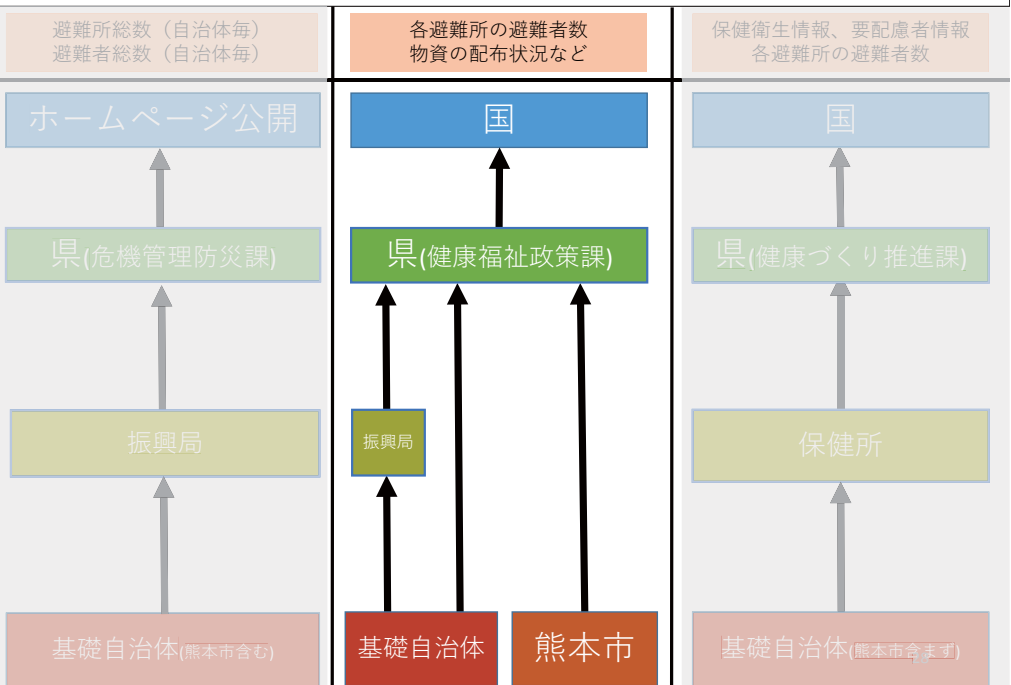 避難所総数（自治体毎）
避難者総数（自治体毎）
ホームページ公開
県(危機管理防災課)
振興局
基礎自治体(熊本市含む)
各避難所の避難者数
物資の配布状況など
国
県(健康福祉政策課)
振興局
基礎自治体
熊本市
保健衛生情報、要配慮者情報
各避難所の避難者数
国
県(健康づくり推進課)
保健所
基礎自治体(熊本市含まず)